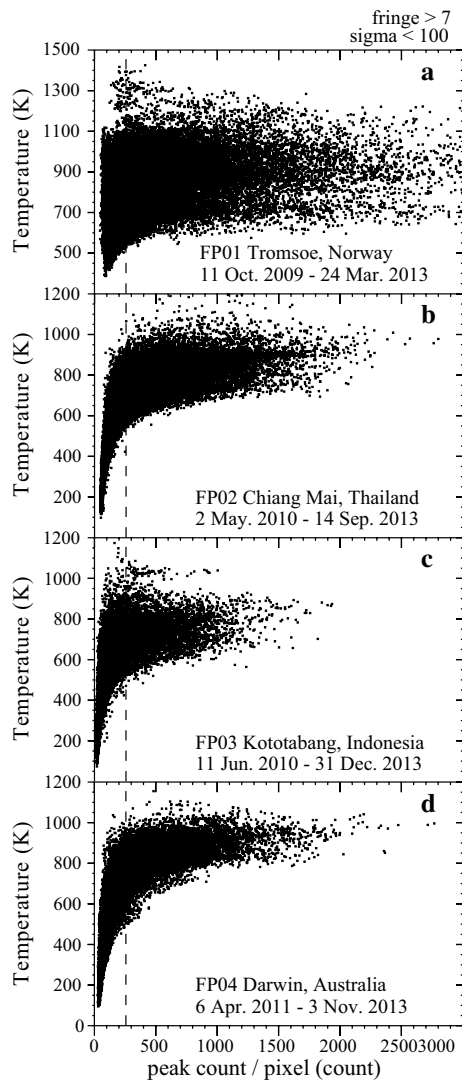 fringe > 7
sigma < 100
1500
1300
1100
900
700
500
Temperature (K)
a
FP01 Tromsoe, Norway
11 Oct. 2009 - 24 Mar. 2013
1200
1000
800
600
400
200
Temperature (K)
b
FP02 Chiang Mai, Thailand
2 May. 2010 - 14 Sep. 2013
1200
1000
800
600
400
200
Temperature (K)
c
FP03 Kototabang, Indonesia
11 Jun. 2010 - 31 Dec. 2013
1200
1000
800
600
400
200
0
Temperature (K)
d
FP04 Darwin, Australia
6 Apr. 2011 - 3 Nov. 2013
0 500 1000 1500 2000 2500 3000
peak count / pixel (count)